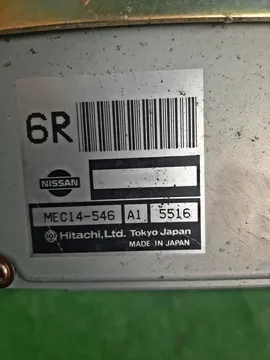 6R
NISSAN
MEC14-546 A1 5516
Hitachi, Ltd. Tokyo Japan
MADE IN JAPAN